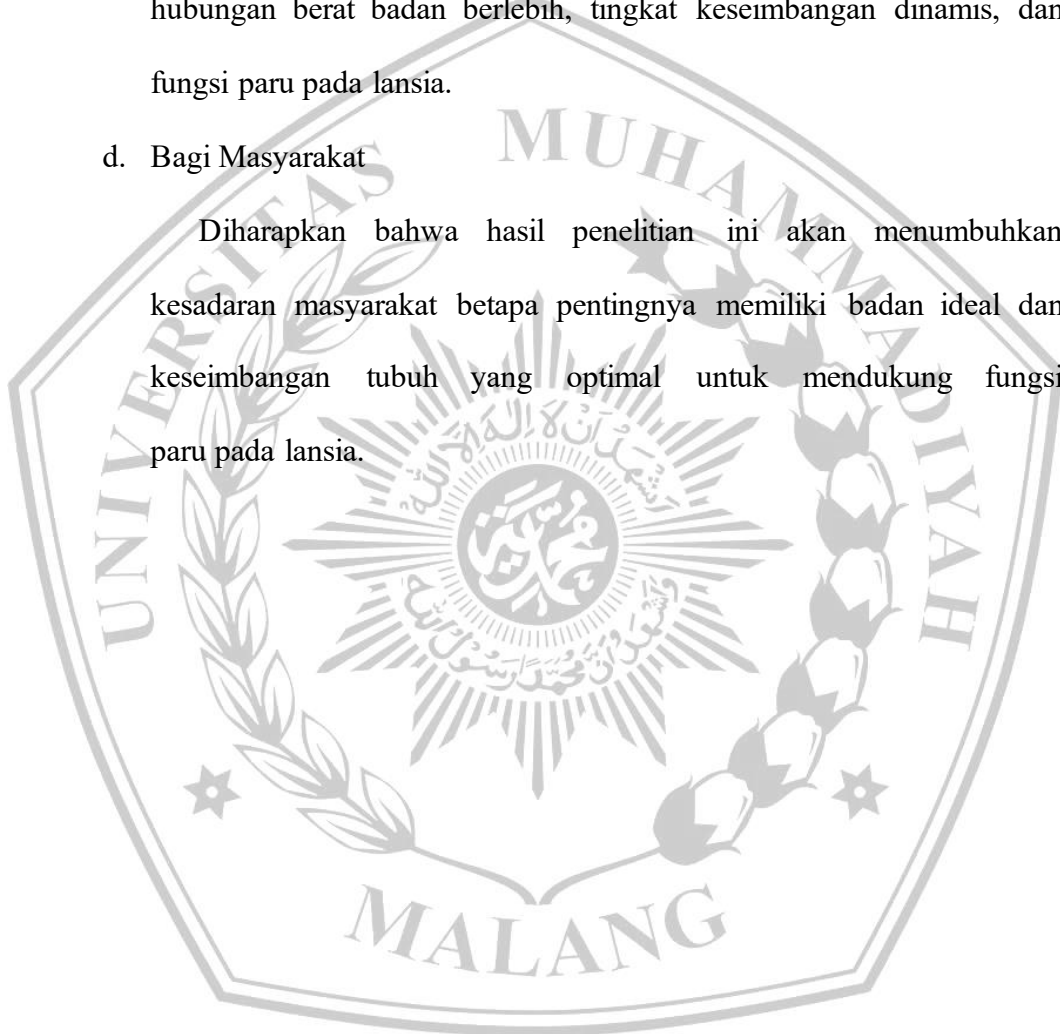 hubungan berat badan berlebih, tingkat keseimbangan dinamis, dan
fungsi paru pada lansia.
d. Bagi Masyarakat
Diharapkan bahwa hasil penelitian ini akan menumbuhkan
kesadaran masyarakat betapa pentingnya memiliki badan ideal dan
keseimbangan tubuh yang optimal untuk mendukung fungsi
paru pada lansia.
UNIVERSITAS MUHAMMADIYAH
MALANG